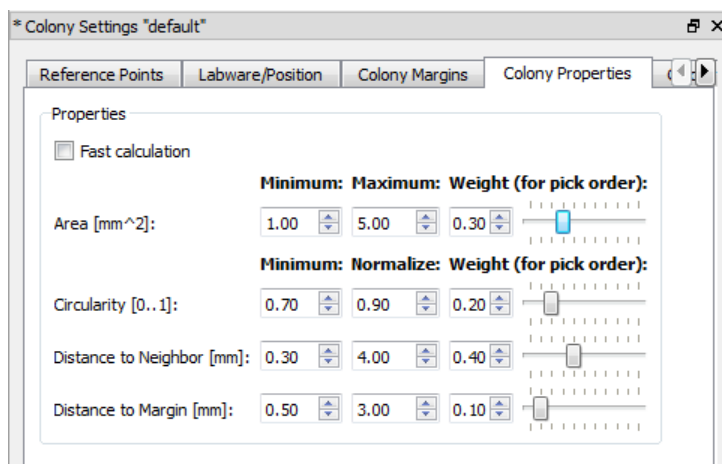 * Colony Settings "default"
Reference Points Labware/Position Colony Margins Colony Properties
Properties
Fast calculation
Minimum: Maximum: Weight (for pick order):
Area [mm^2]: 1.00 5.00 0.30
Minimum: Normalize: Weight (for pick order):
Circularity [0..1]: 0.70 0.90 0.20
Distance to Neighbor [mm]: 0.30 4.00 0.40
Distance to Margin [mm]: 0.50 3.00 0.10